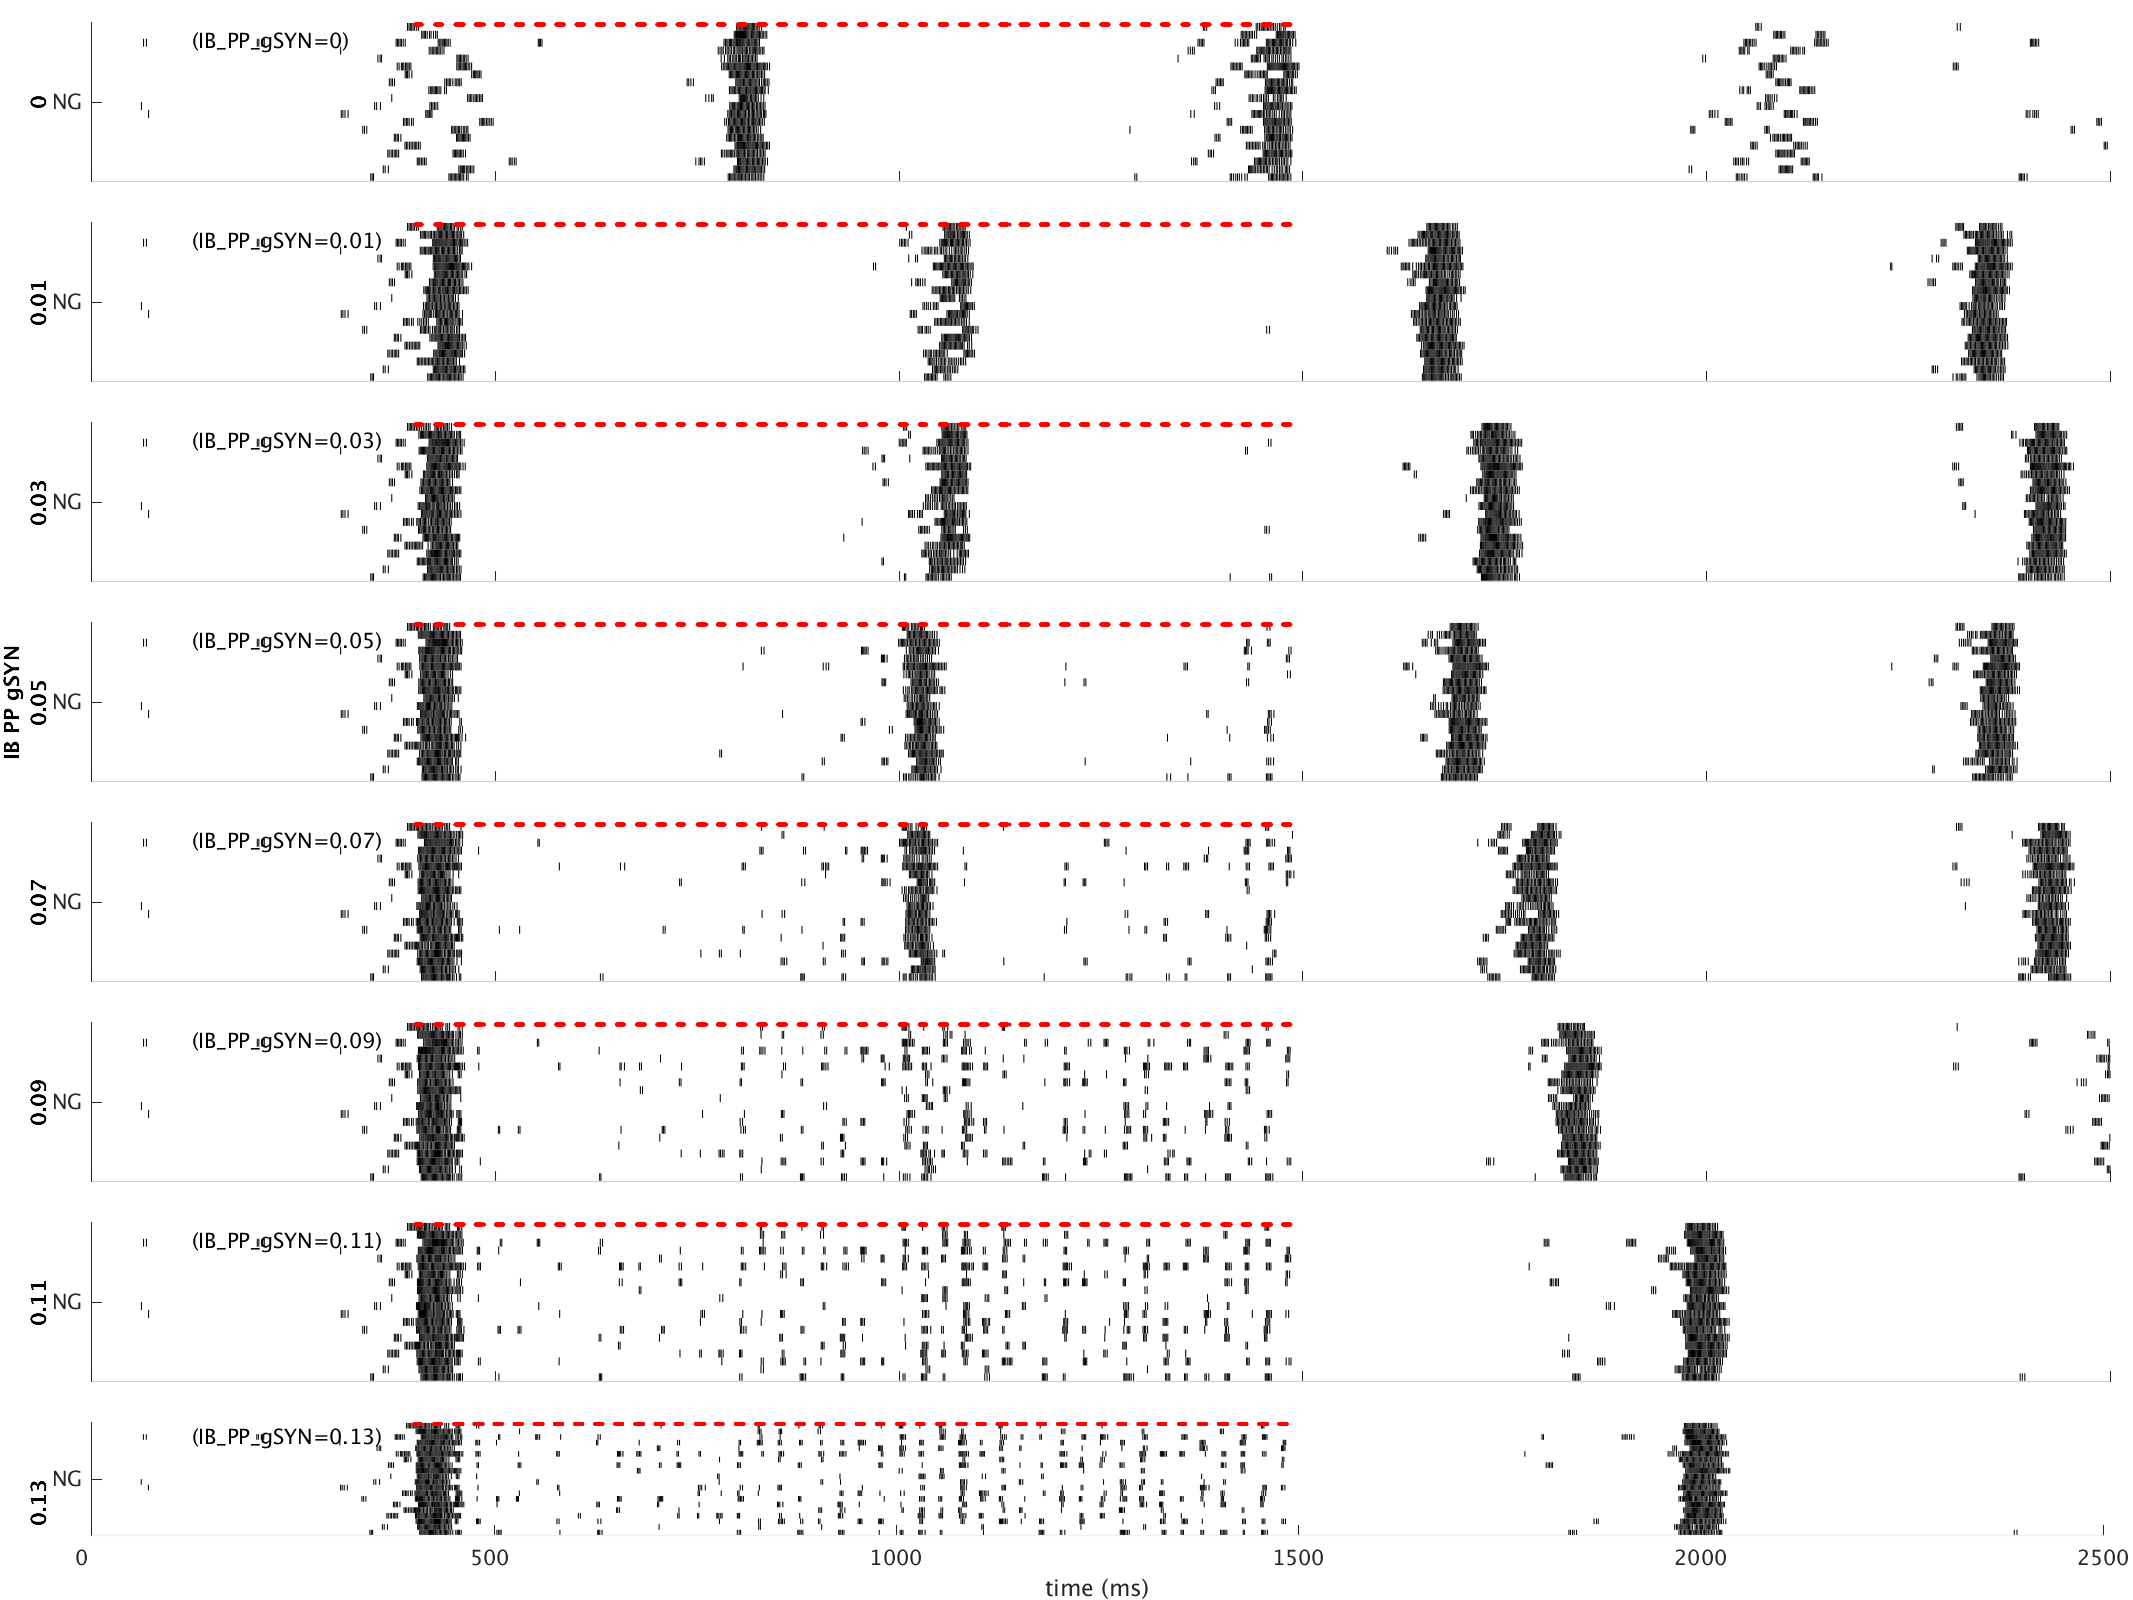 (IB_PP_gSYN=0)
0 NG
(IB_PP_gSYN=0.01)
0.01 NG
(IB_PP_gSYN=0.03)
0.03 NG
(IB_PP_gSYN=0.05)
0.05 NG
IB PP gSYN
(IB_PP_gSYN=0.07)
0.07 NG
(IB_PP_gSYN=0.09)
0.09 NG
(IB_PP_gSYN=0.11)
0.11 NG
(IB_PP_gSYN=0.13)
0.13 NG
0 500 1000 1500 2000 2500
time (ms)